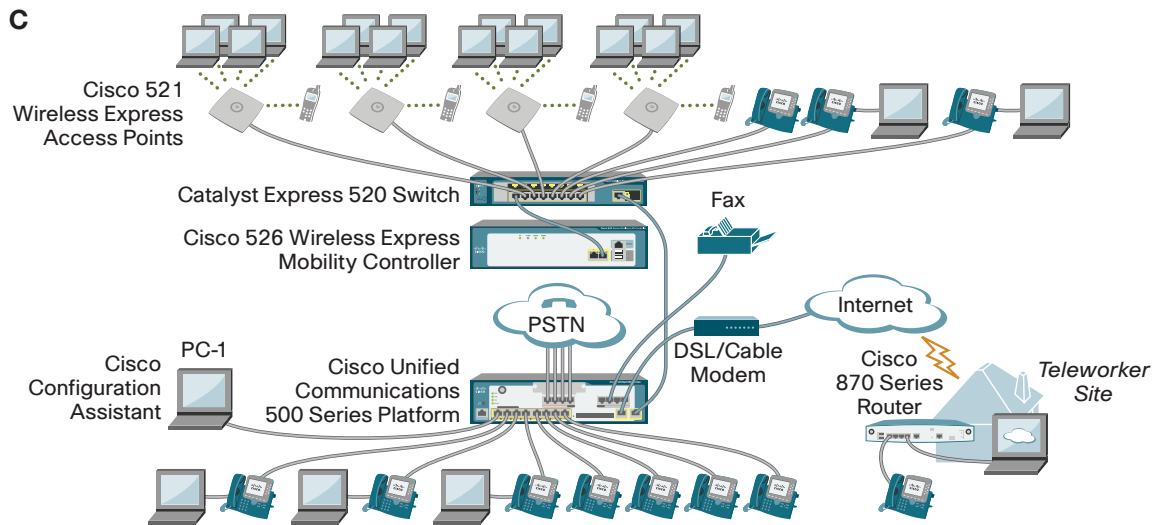 C
Cisco 521
Wireless Express
Access Points
Catalyst Express 520 Switch
Fax
Cisco 526 Wireless Express
Mobility Controller
PSTN
Internet
DSL/Cable
Modem
PC-1
Cisco
Configuration
Assistant
Cisco Unified
Communications
500 Series Platform
Cisco
870 Series
Router
Teleworker
Site